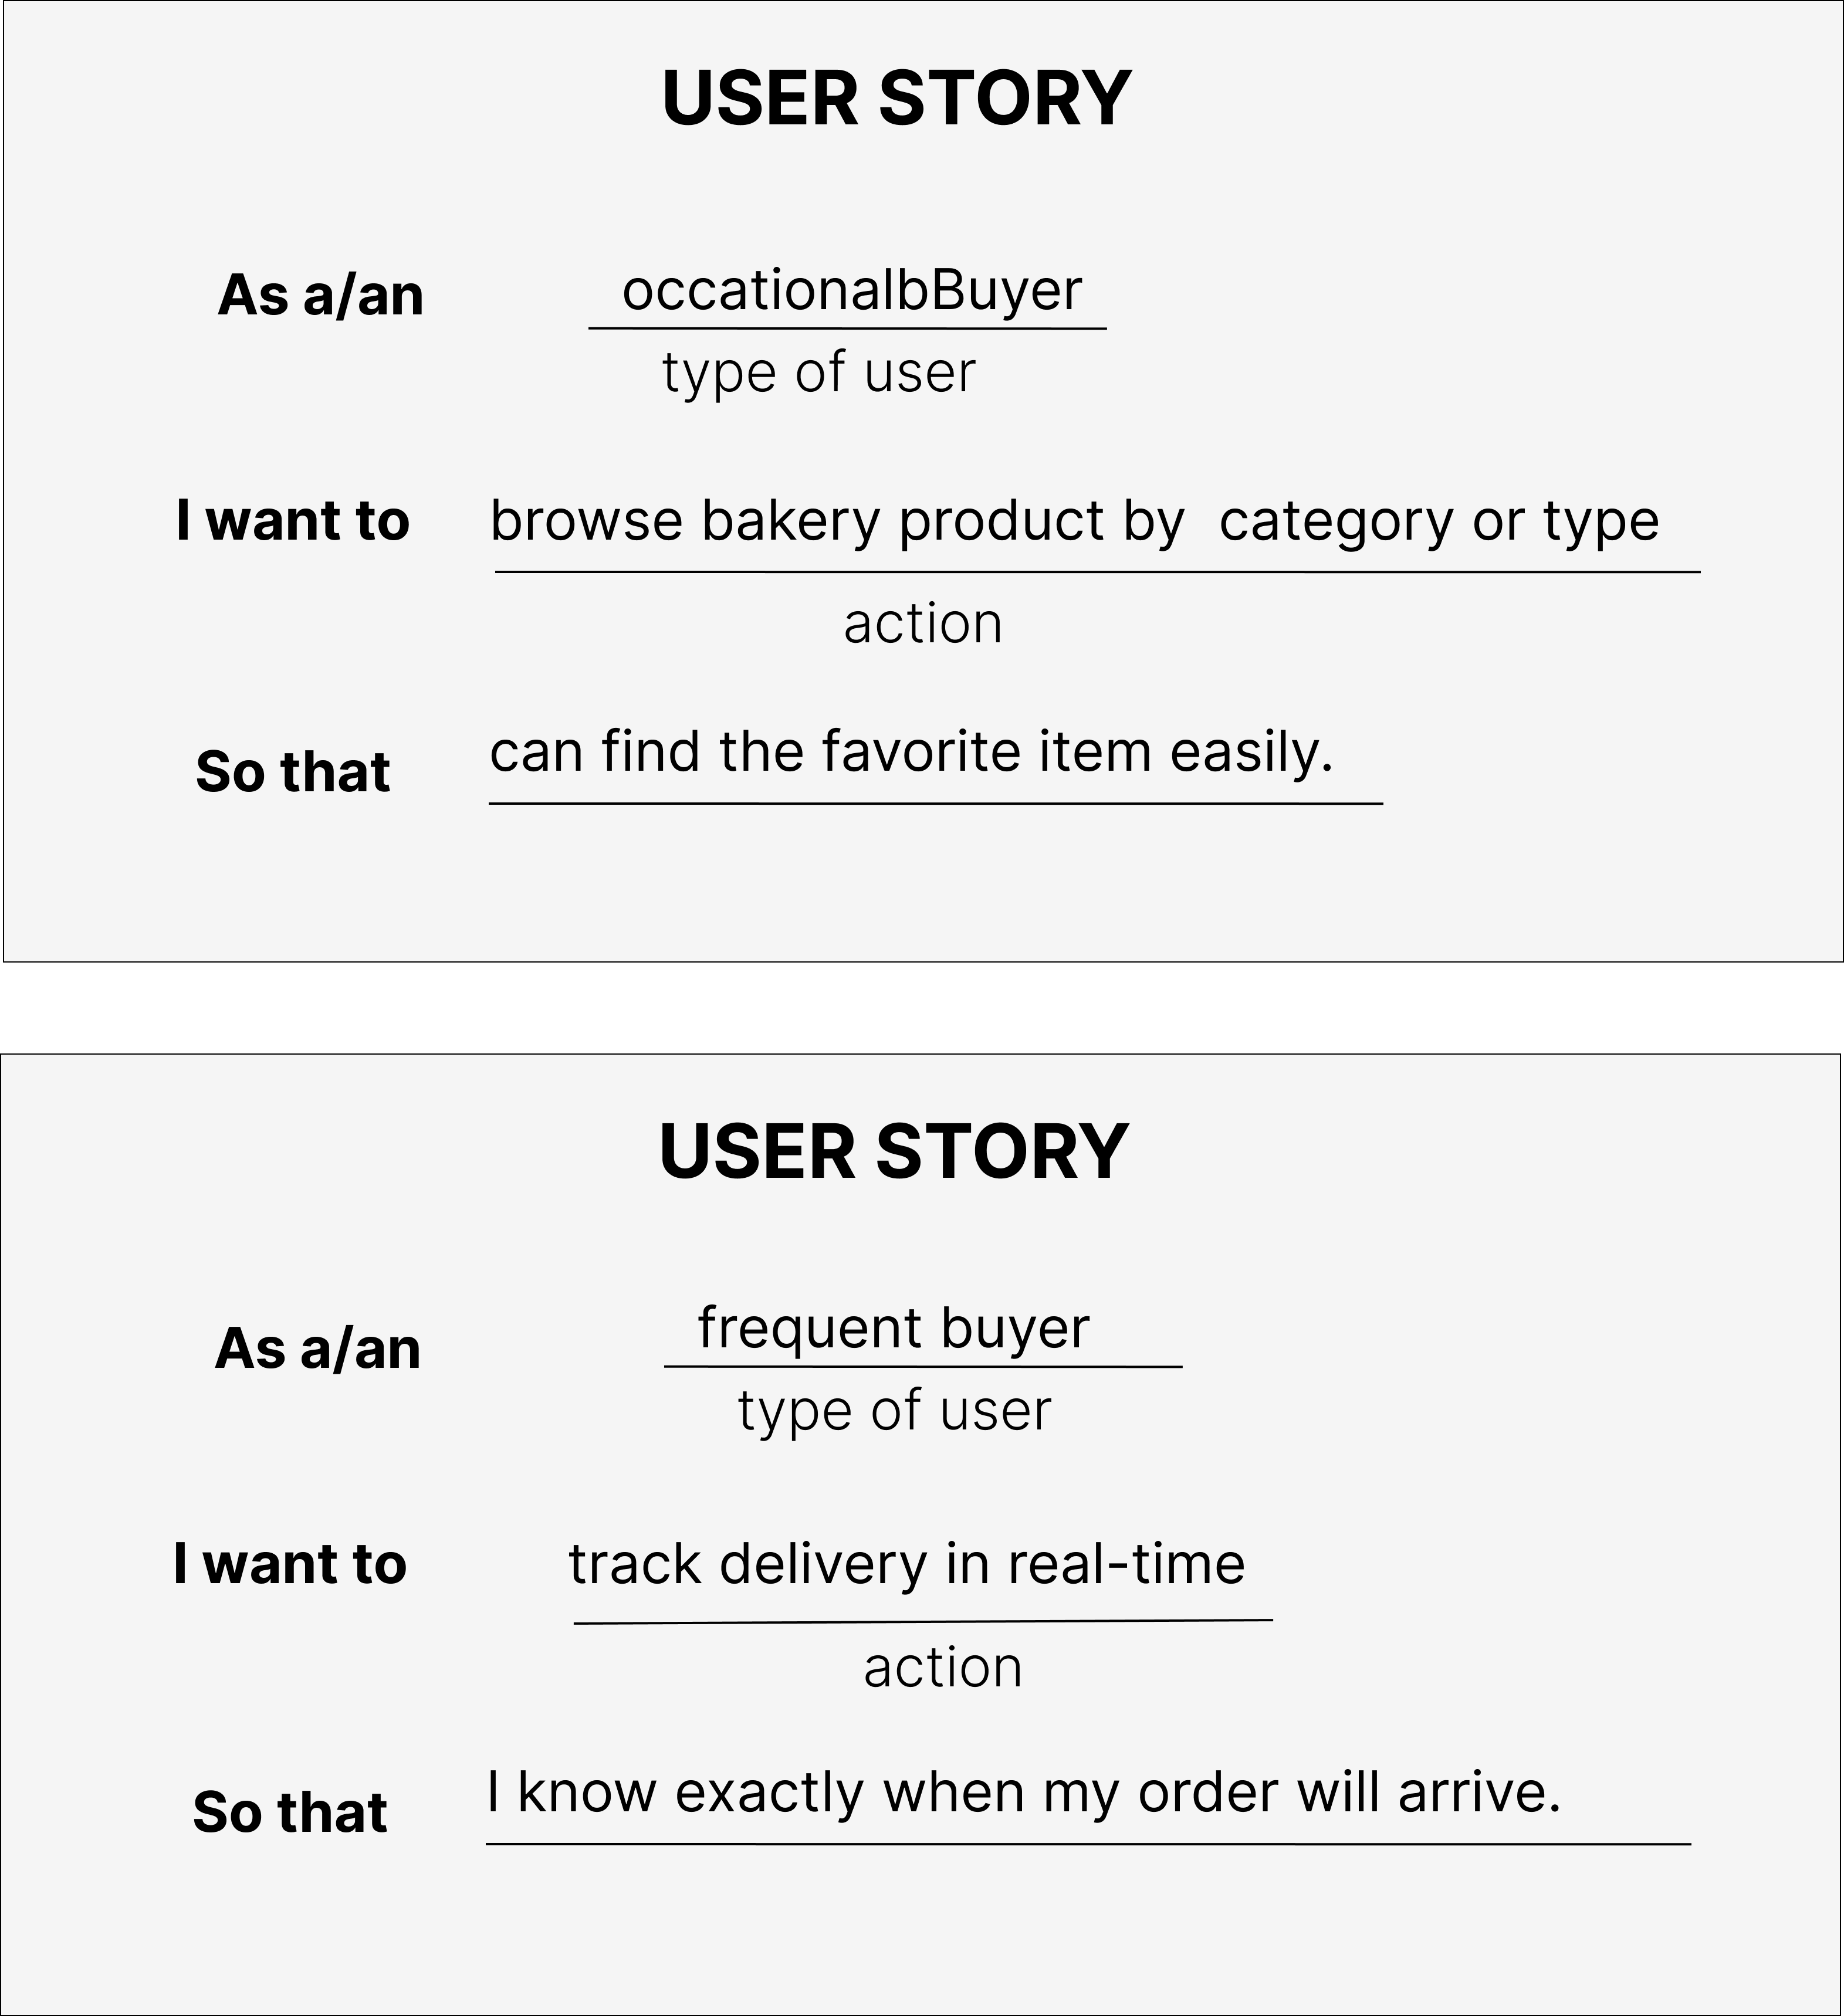 USER STORY
As a/an occationalbBuyer
type of user
I want to browse bakery product by  category or type
action
So that can find the favorite item easily.
USER STORY
As a/an frequent buyer
type of user
I want to track delivery in real-time
action
So that I know exactly when my order will arrive.